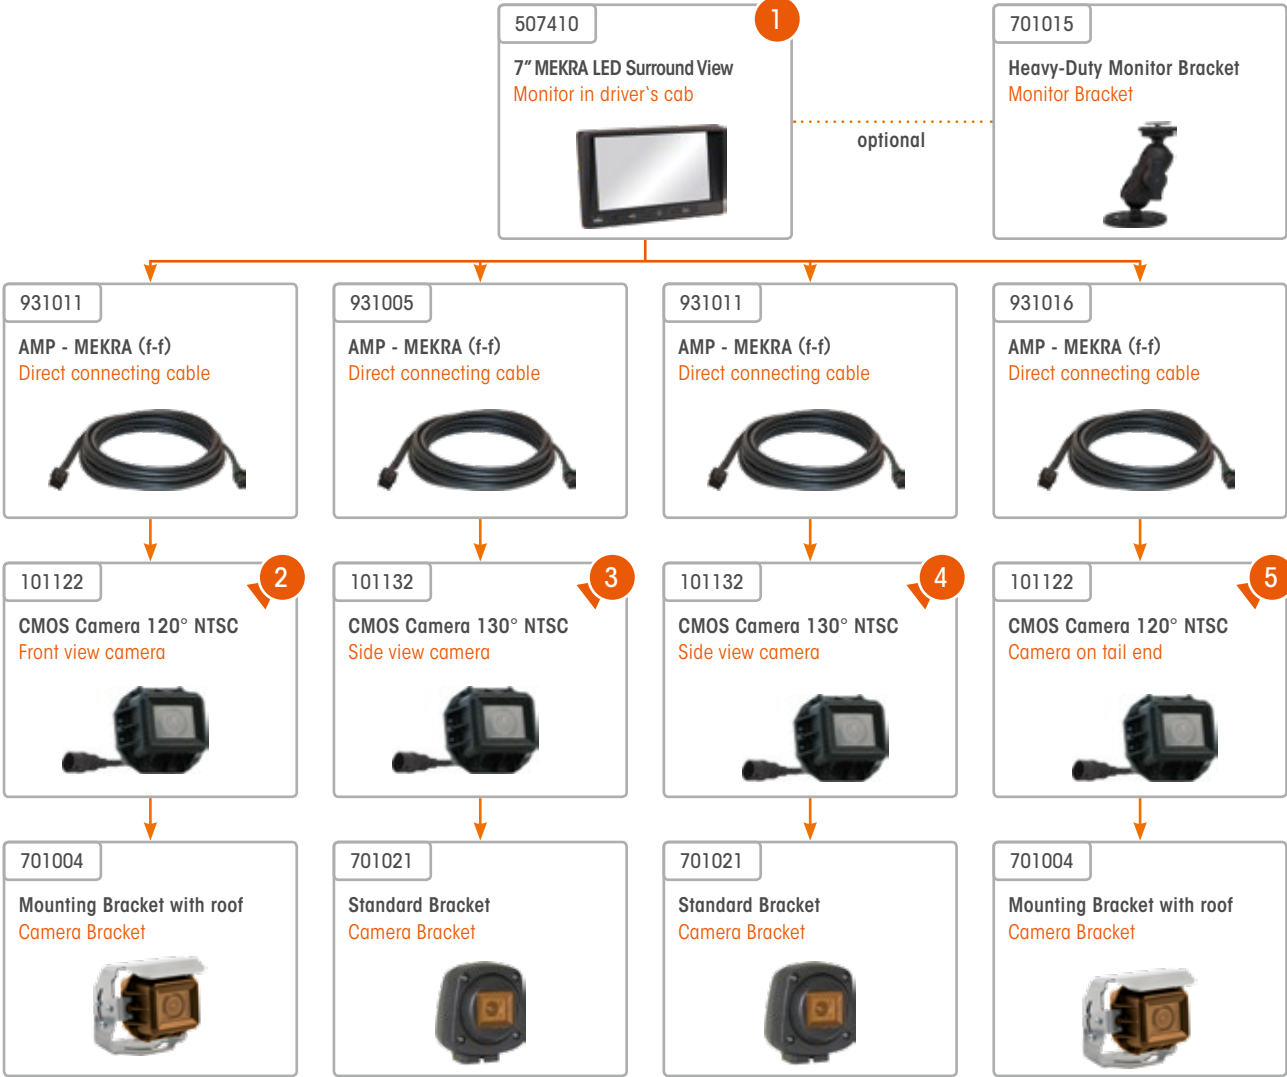 507410
1
7" MEKRA LED Surround View
Monitor in driver's cab
701015
Heavy-Duty Monitor Bracket
Monitor Bracket
optional
931011
AMP - MEKRA (f-f)
Direct connecting cable
931005
AMP - MEKRA (f-f)
Direct connecting cable
931011
AMP - MEKRA (f-f)
Direct connecting cable
931016
AMP - MEKRA (f-f)
Direct connecting cable
101122
2
CMOS Camera 120° NTSC
Front view camera
101132
3
CMOS Camera 130° NTSC
Side view camera
101132
4
CMOS Camera 130° NTSC
Side view camera
101122
5
CMOS Camera 120° NTSC
Camera on tail end
701004
Mounting Bracket with roof
Camera Bracket
701021
Standard Bracket
Camera Bracket
701021
Standard Bracket
Camera Bracket
701004
Mounting Bracket with roof
Camera Bracket